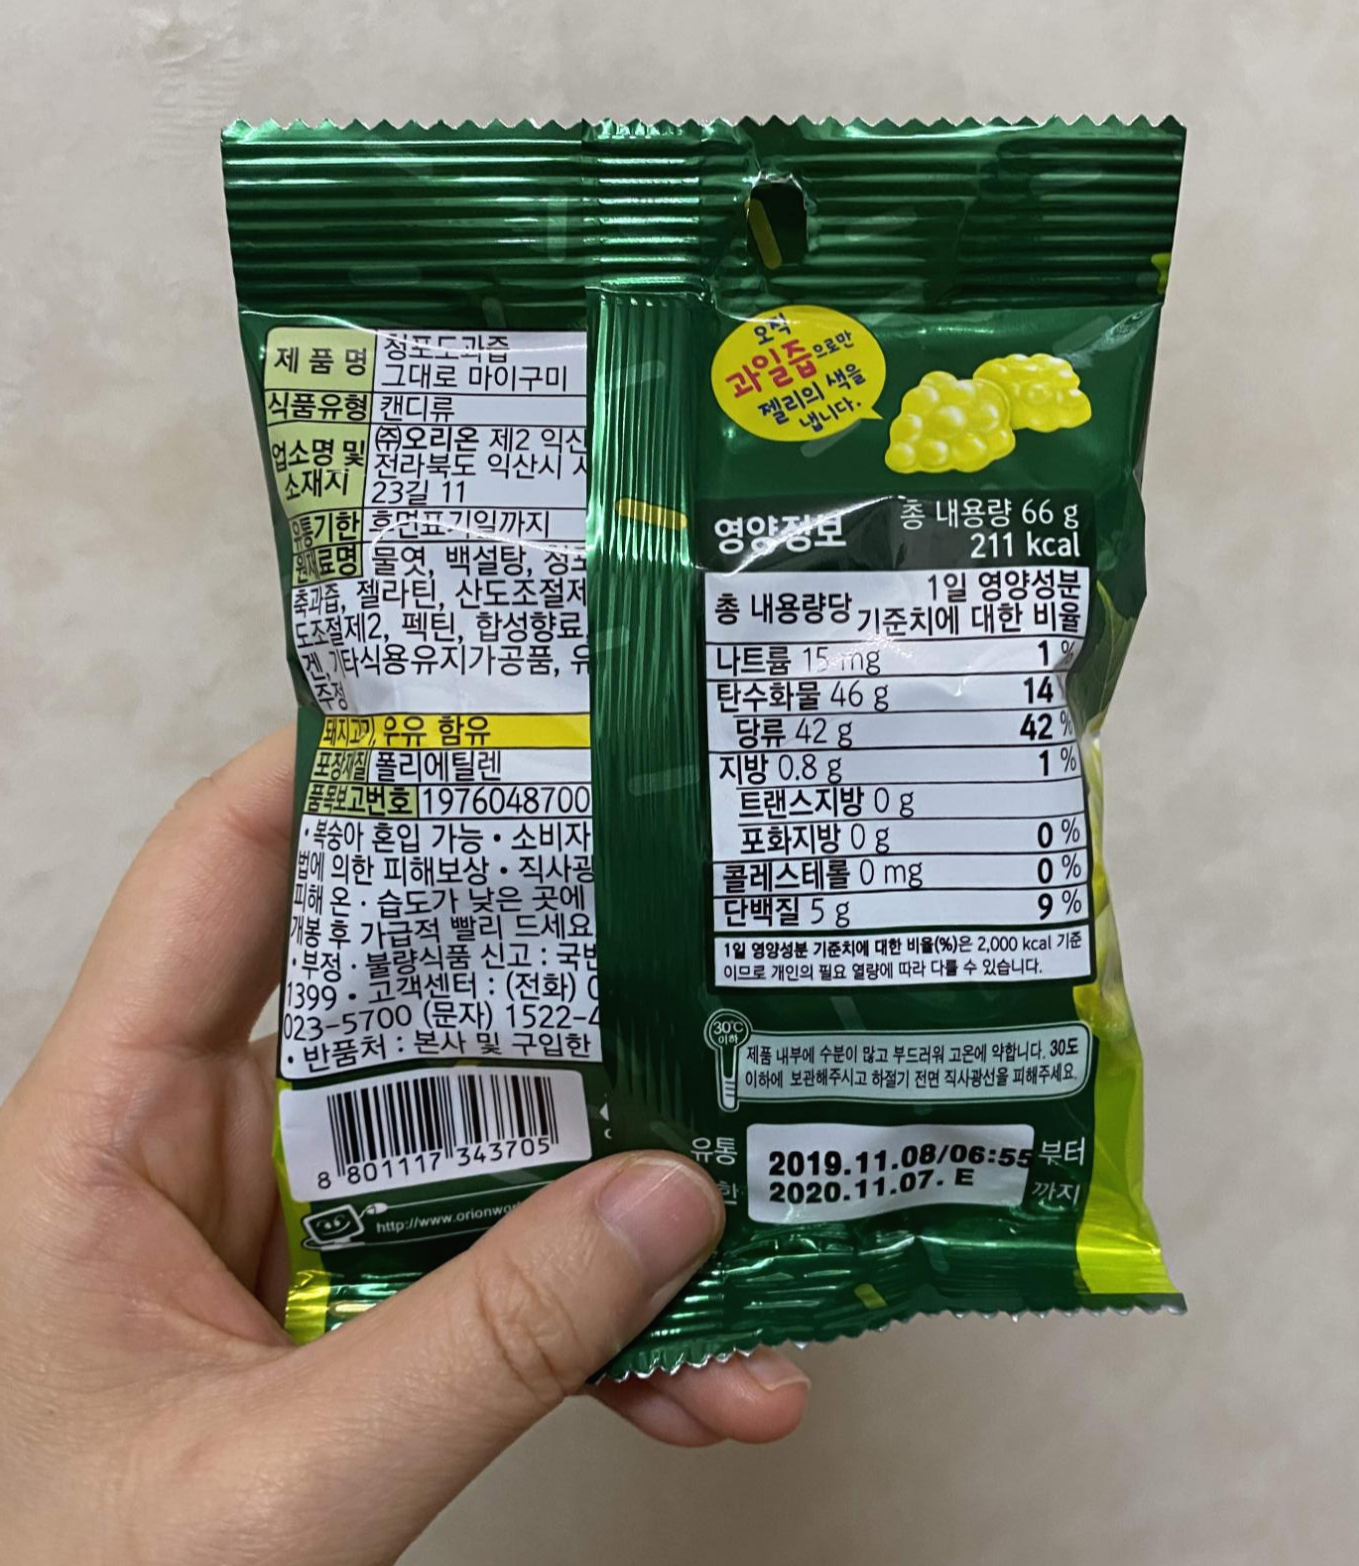 제 품 명
청포도과즙
그대로 마이구미
식품유형 캔디류
업소명 및
소재지
㈜오리온 제2 익산
전라북도 익산시
23길 11
유통기한 후면표기일까지
원재료명 물엿, 백설탕, 청포
축과즙, 젤라틴, 산도조절제
도조절제2, 펙틴, 합성향료,
겐, 기타식용유지가공품, 유
주정
돼지고기, 우유 함유
포장재질 폴리에틸렌
품목보고번호 1976048700
• 복숭아 혼입 가능 • 소비자
법에 의한 피해보상 • 직사광
피해 온 · 습도가 낮은 곳에
개봉 후 가급적 빨리 드세요
• 부정 · 불량식품 신고 : 국번
1399 • 고객센터 : (전화)
023-5700 (문자) 1522-4
• 반품처 : 본사 및 구입한
8 801117 343705
http://www.orionwor
오직
과일즙으로만
젤리의 색을
냅니다.
영양정보
총 내용량 66 g
211 kcal
총 내용량당
1일 영양성분
기준치에 대한 비율
나트륨 15 mg 1 %
탄수화물 46 g 14
당류 42 g 42 %
지방 0.8 g 1 %
트랜스지방 0 g
포화지방 0 g 0 %
콜레스테롤 0 mg 0 %
단백질 5 g 9 %
1일 영양성분 기준치에 대한 비율(%)은 2,000 kcal 기준
이므로 개인의 필요 열량에 따라 다를 수 있습니다.
30℃
이하
제품 내부에 수분이 많고 부드러워 고온에 약합니다. 30도
이하에 보관해주시고 하절기 전면 직사광선을 피해주세요.
유통 2019.11.08/06:55 부터
한 2020.11.07. E 까지